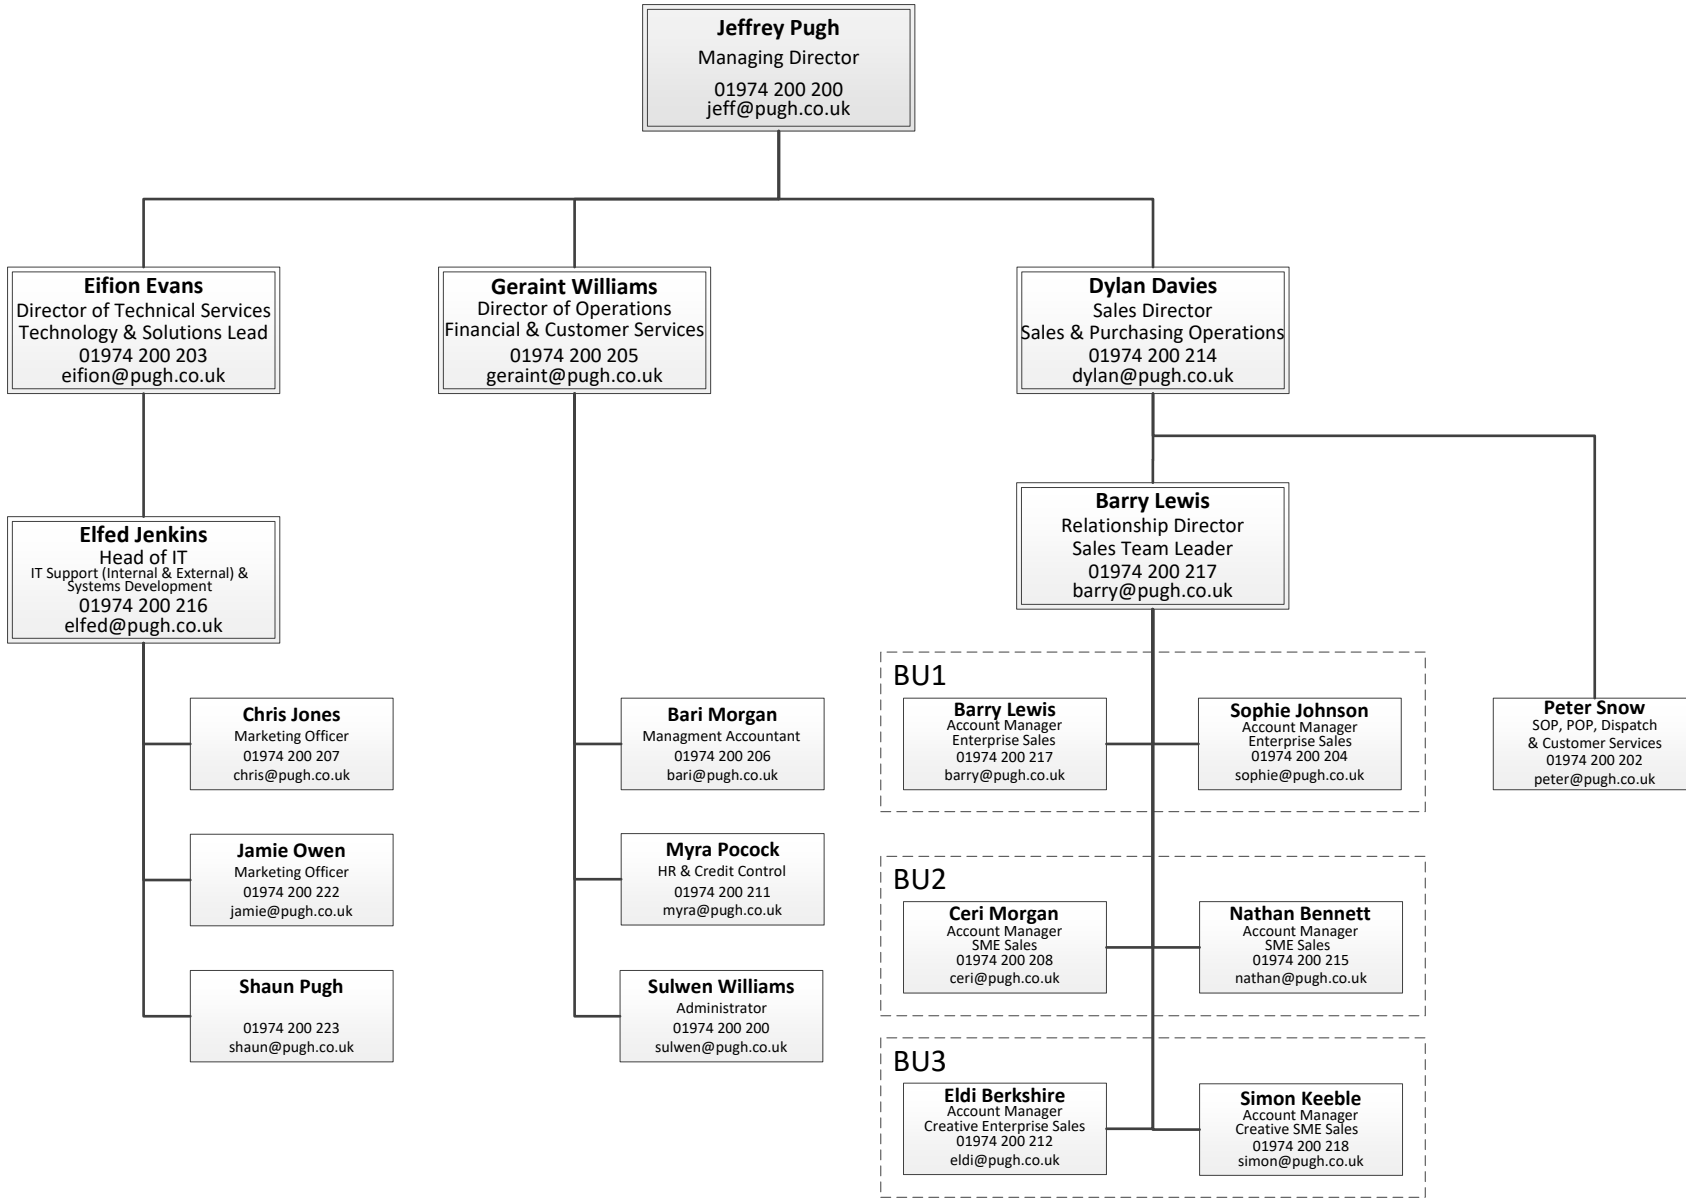 Jeffrey Pugh
Managing Director
01974 200 200
jeff@pugh.co.uk
Eifion Evans
Director of Technical Services
Technology & Solutions Lead
01974 200 203
eifion@pugh.co.uk
Geraint Williams
Director of Operations
Financial & Customer Services
01974 200 205
geraint@pugh.co.uk
Dylan Davies
Sales Director
Sales & Purchasing Operations
01974 200 214
dylan@pugh.co.uk
Elfed Jenkins
Head of IT
IT Support (Internal & External) &
Systems Development
01974 200 216
elfed@pugh.co.uk
Barry Lewis
Relationship Director
Sales Team Leader
01974 200 217
barry@pugh.co.uk
Chris Jones
Marketing Officer
01974 200 207
chris@pugh.co.uk
Jamie Owen
Marketing Officer
01974 200 222
jamie@pugh.co.uk
Shaun Pugh
01974 200 223
shaun@pugh.co.uk
Bari Morgan
Managment Accountant
01974 200 206
bari@pugh.co.uk
Myra Pocock
HR & Credit Control
01974 200 211
myra@pugh.co.uk
Sulwen Williams
Administrator
01974 200 200
sulwen@pugh.co.uk
BU1
Barry Lewis
Account Manager
Enterprise Sales
01974 200 217
barry@pugh.co.uk
Sophie Johnson
Account Manager
Enterprise Sales
01974 200 204
sophie@pugh.co.uk
BU2
Ceri Morgan
Account Manager
SME Sales
01974 200 208
ceri@pugh.co.uk
Nathan Bennett
Account Manager
SME Sales
01974 200 215
nathan@pugh.co.uk
BU3
Eldi Berkshire
Account Manager
Creative Enterprise Sales
01974 200 212
eldi@pugh.co.uk
Simon Keeble
Account Manager
Creative SME Sales
01974 200 218
simon@pugh.co.uk
Peter Snow
SOP, POP, Dispatch
& Customer Services
01974 200 202
peter@pugh.co.uk